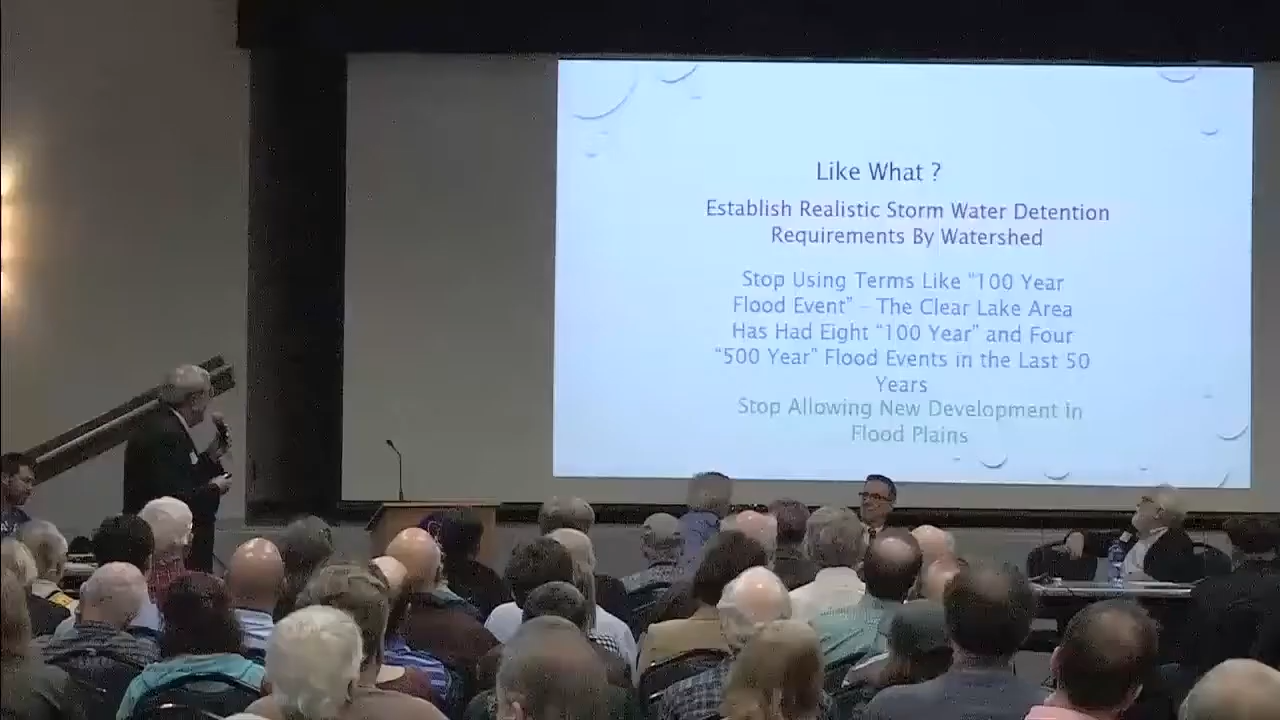 Like What ?
Establish Realistic Storm Water Detention
Requirements By Watershed
Stop Using Terms Like “100 Year
Flood Event” – The Clear Lake Area
Has Had Eight “100 Year” and Four
“500 Year” Flood Events in the Last 50
Years
Stop Allowing New Development in
Flood Plains